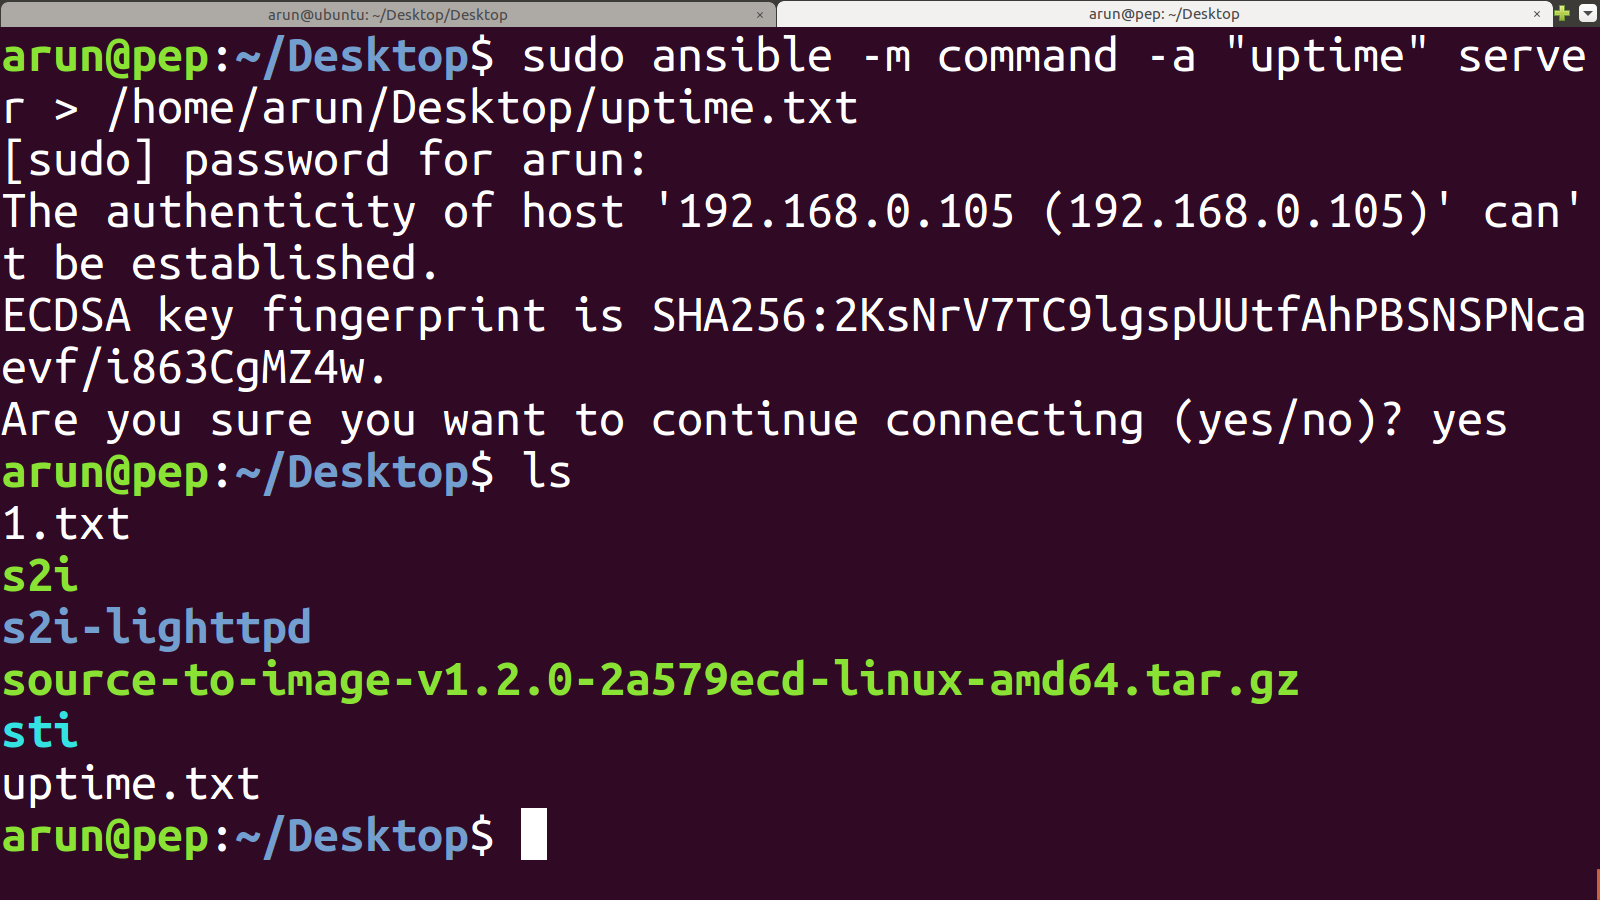 arun@ubuntu: ~/Desktop/Desktop × arun@pep: ~/Desktop ×
arun@pep:~/Desktop$ sudo ansible -m command -a "uptime" serve
r > /home/arun/Desktop/uptime.txt
[sudo] password for arun:
The authenticity of host '192.168.0.105 (192.168.0.105)' can'
t be established.
ECDSA key fingerprint is SHA256:2KsNrV7TC9lgspUUtfAhPBSNSPNca
evf/i863CgMZ4w.
Are you sure you want to continue connecting (yes/no)? yes
arun@pep:~/Desktop$ ls
1.txt
s2i
s2i-lighttpd
source-to-image-v1.2.0-2a579ecd-linux-amd64.tar.gz
sti
uptime.txt
arun@pep:~/Desktop$